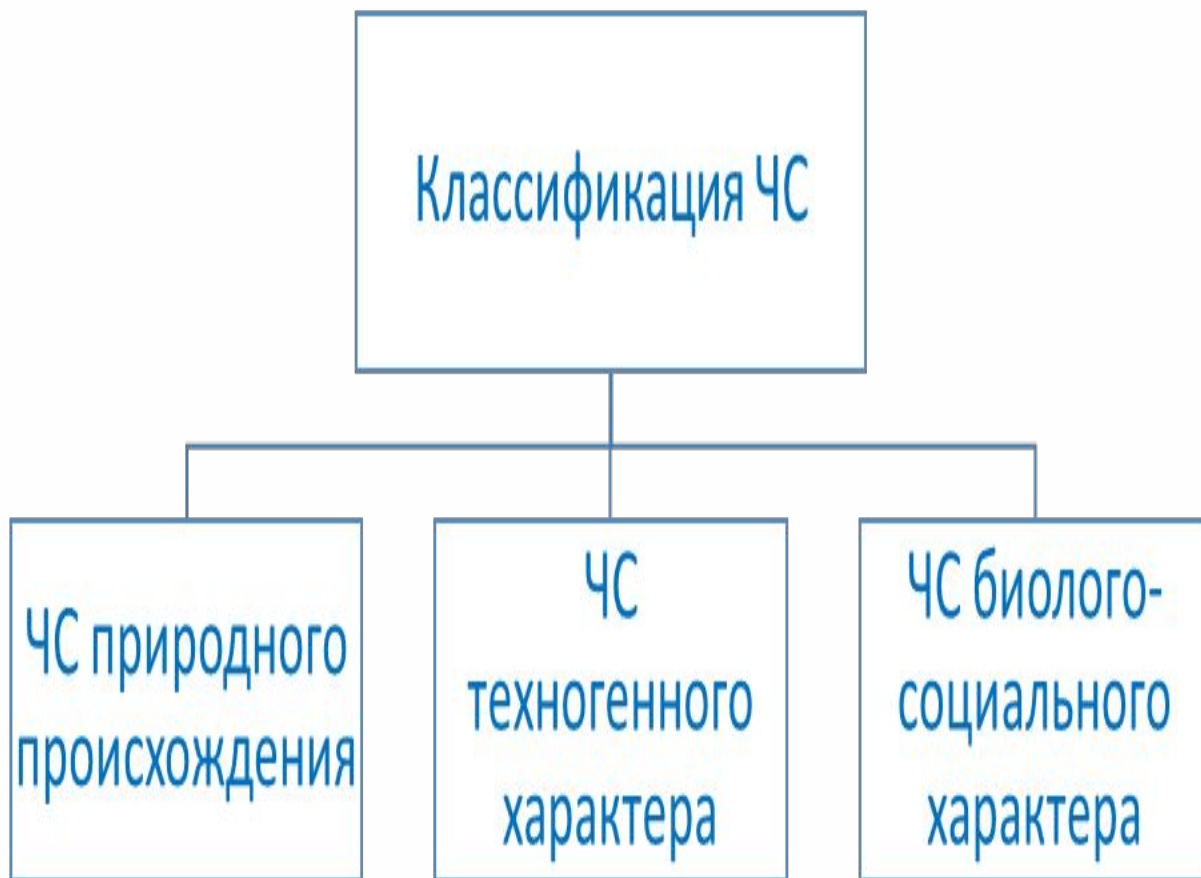 Классификация ЧС
ЧС природного
происхождения
ЧС
техногенного
характера
ЧС биолого-
социального
характера